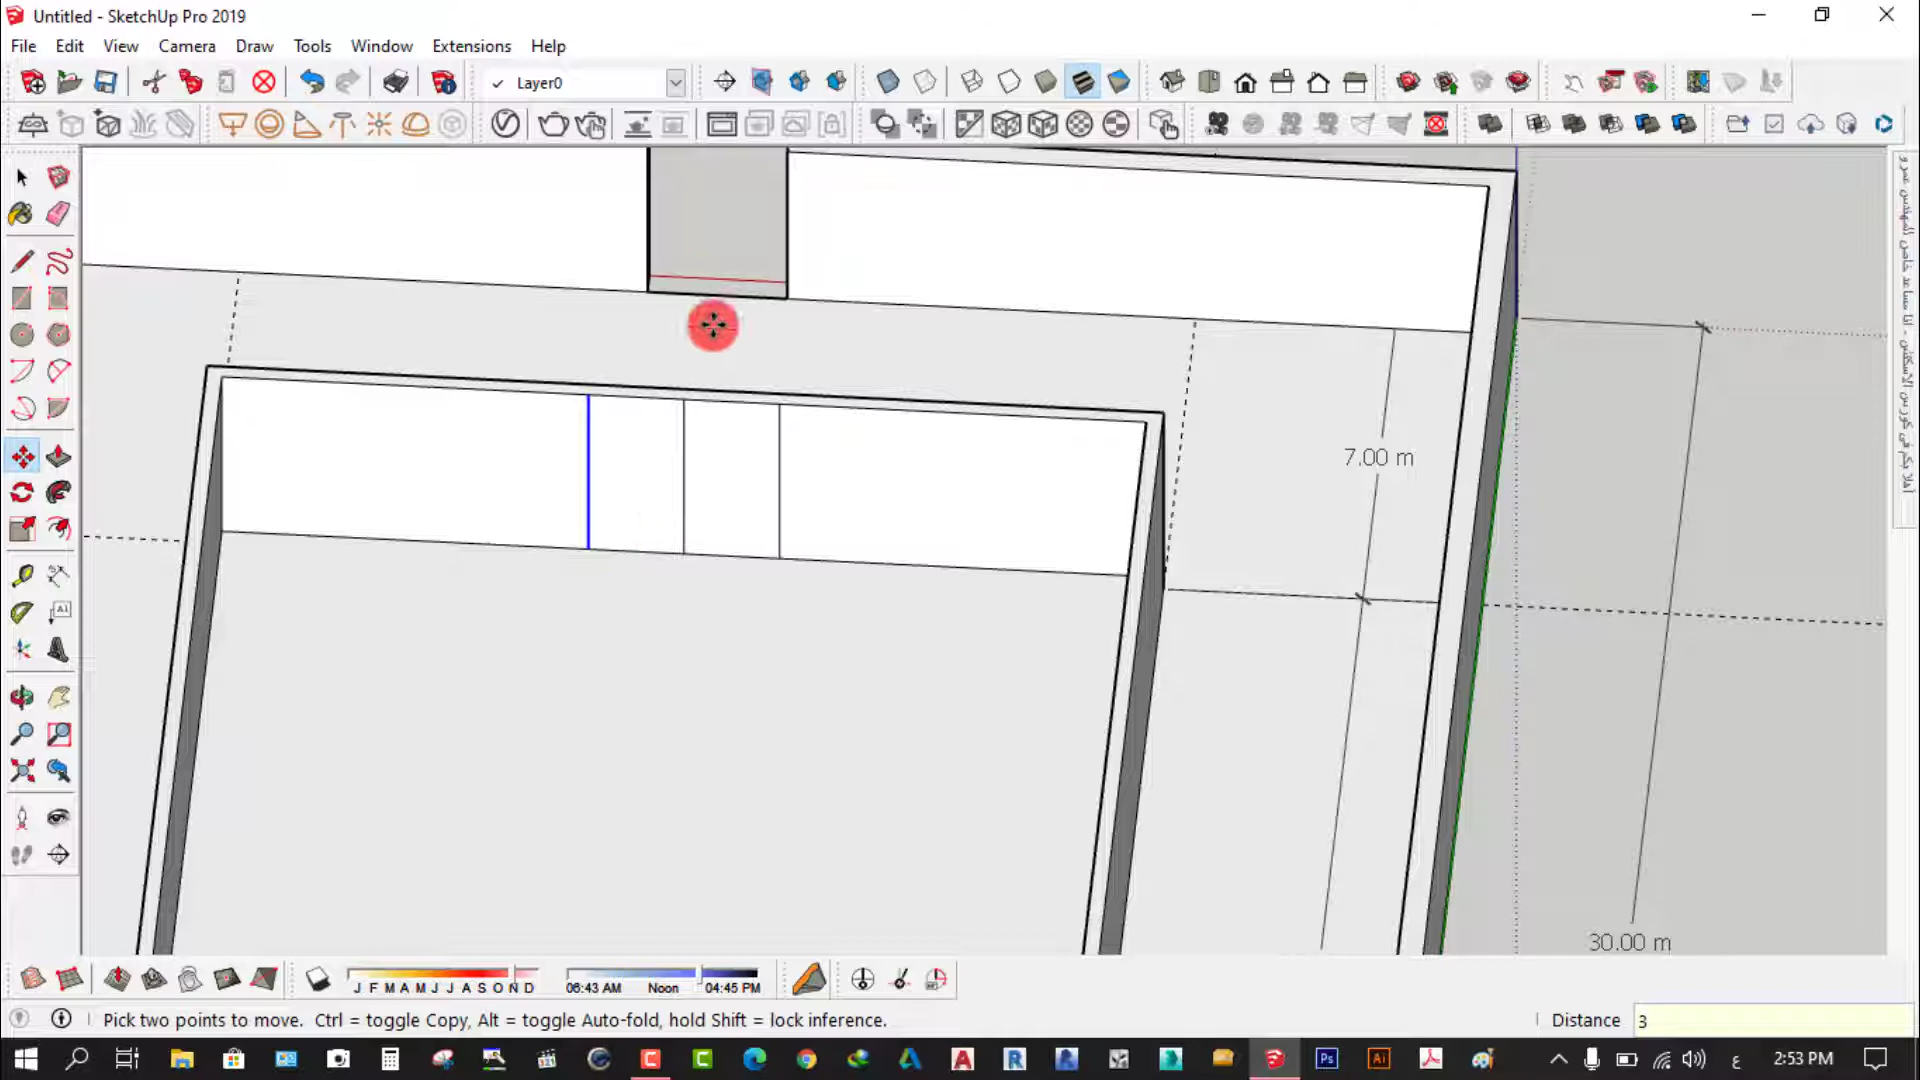 Untitled - SketchUp Pro 2019
File Edit View Camera Draw Tools Window Extensions Help
Layer0
7.00 m
30.00 m
J F M A M J J A S O N D
06:43 AM Noon 04:45 PM
Pick two points to move. Ctrl = toggle Copy, Alt = toggle Auto-fold, hold Shift = lock inference.
Distance 3
Ps Ai
ع 2:53 PM